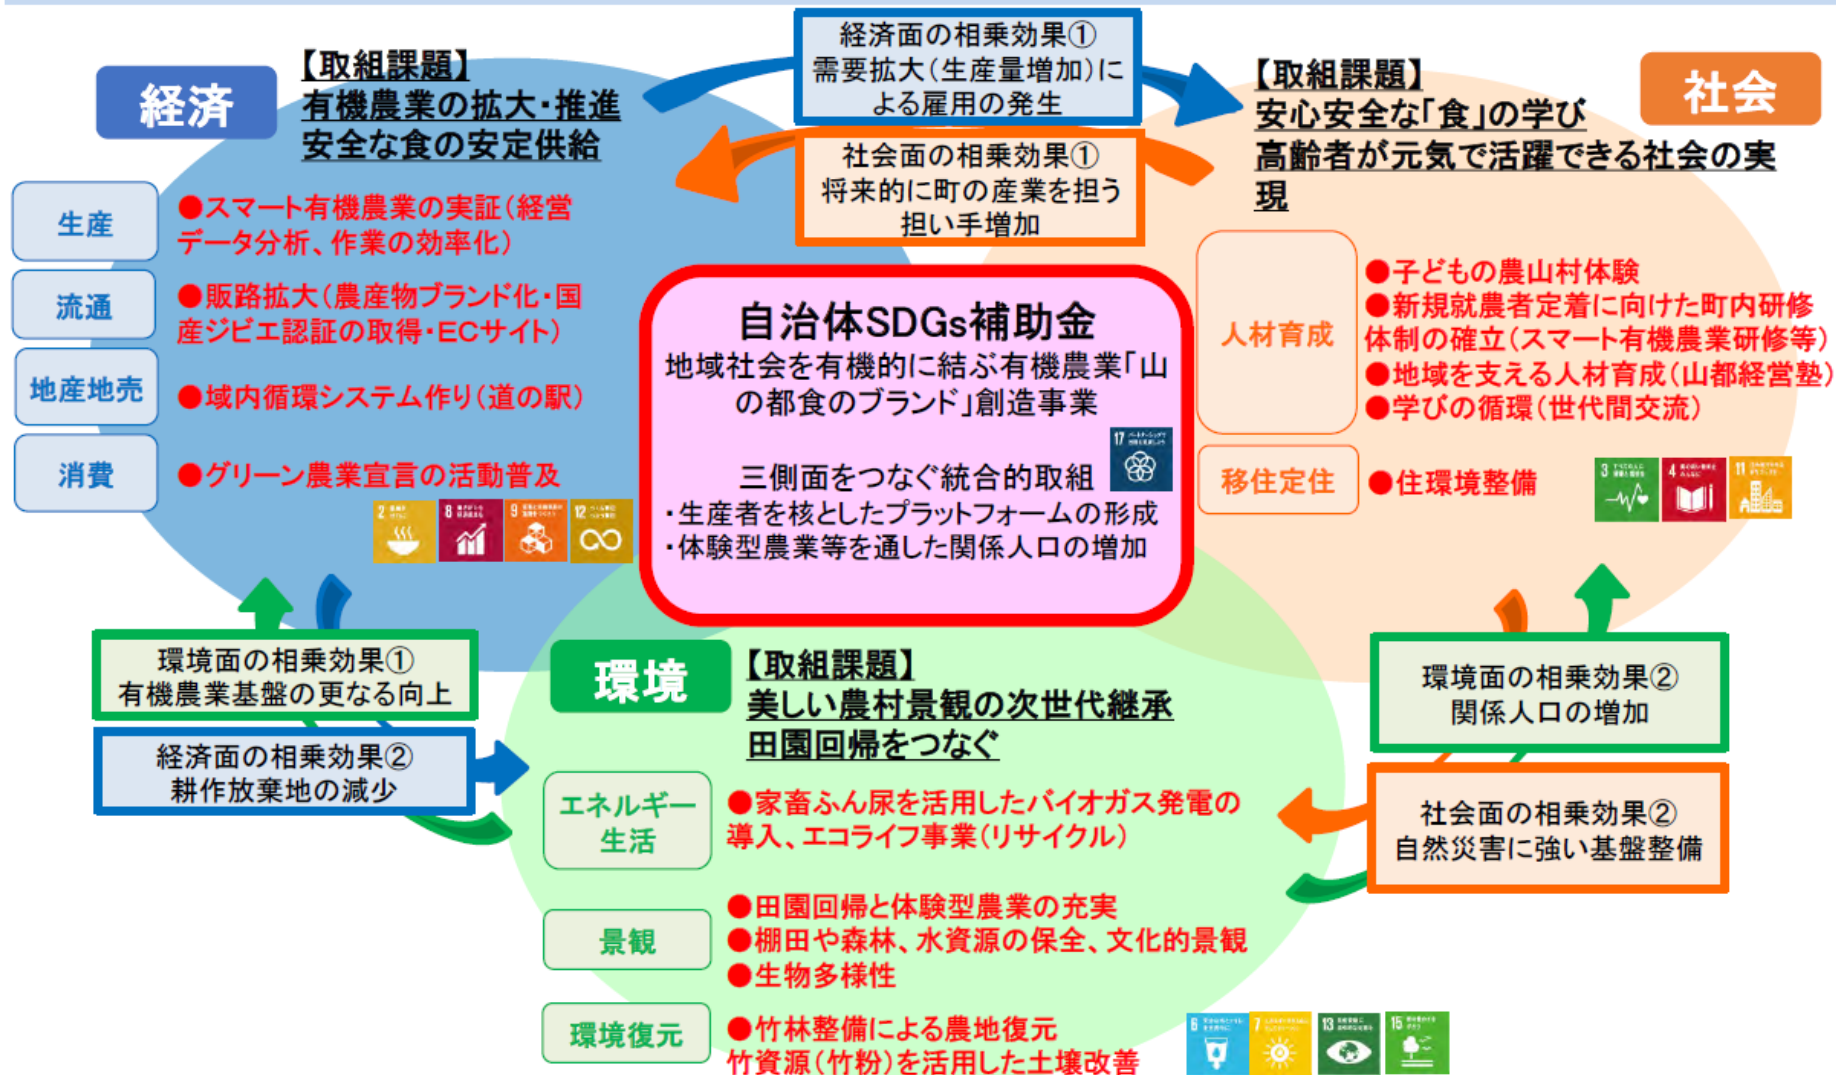 経済
【取組課題】
有機農業の拡大・推進
安全な食の安定供給
経済面の相乗効果①
需要拡大(生産量増加)に
よる雇用の発生
社会面の相乗効果①
将来的に町の産業を担う
担い手増加
【取組課題】
安心安全な「食」の学び
高齢者が元気で活躍できる社会の実
現
社会
生産
●スマート有機農業の実証(経営
データ分析、作業の効率化)
流通
●販路拡大(農産物ブランド化・国
産ジビエ認証の取得・ECサイト)
地産地売
●域内循環システム作り(道の駅)
消費
●グリーン農業宣言の活動普及
2
8
9
12
自治体SDGs補助金
地域社会を有機的に結ぶ有機農業「山
の都食のブランド」創造事業
17
三側面をつなぐ統合的取組
・生産者を核としたプラットフォームの形成
・体験型農業等を通した関係人口の増加
人材育成
●子どもの農山村体験
●新規就農者定着に向けた町内研修
体制の確立(スマート有機農業研修等)
●地域を支える人材育成(山都経営塾)
●学びの循環(世代間交流)
移住定住
●住環境整備
3
4
11
環境面の相乗効果①
有機農業基盤の更なる向上
経済面の相乗効果②
耕作放棄地の減少
環境
【取組課題】
美しい農村景観の次世代継承
田園回帰をつなぐ
環境面の相乗効果②
関係人口の増加
社会面の相乗効果②
自然災害に強い基盤整備
エネルギー
生活
●家畜ふん尿を活用したバイオガス発電の
導入、エコライフ事業(リサイクル)
景観
●田園回帰と体験型農業の充実
●棚田や森林、水資源の保全、文化的景観
●生物多様性
環境復元
●竹林整備による農地復元
竹資源(竹粉)を活用した土壌改善
6
7
13
15